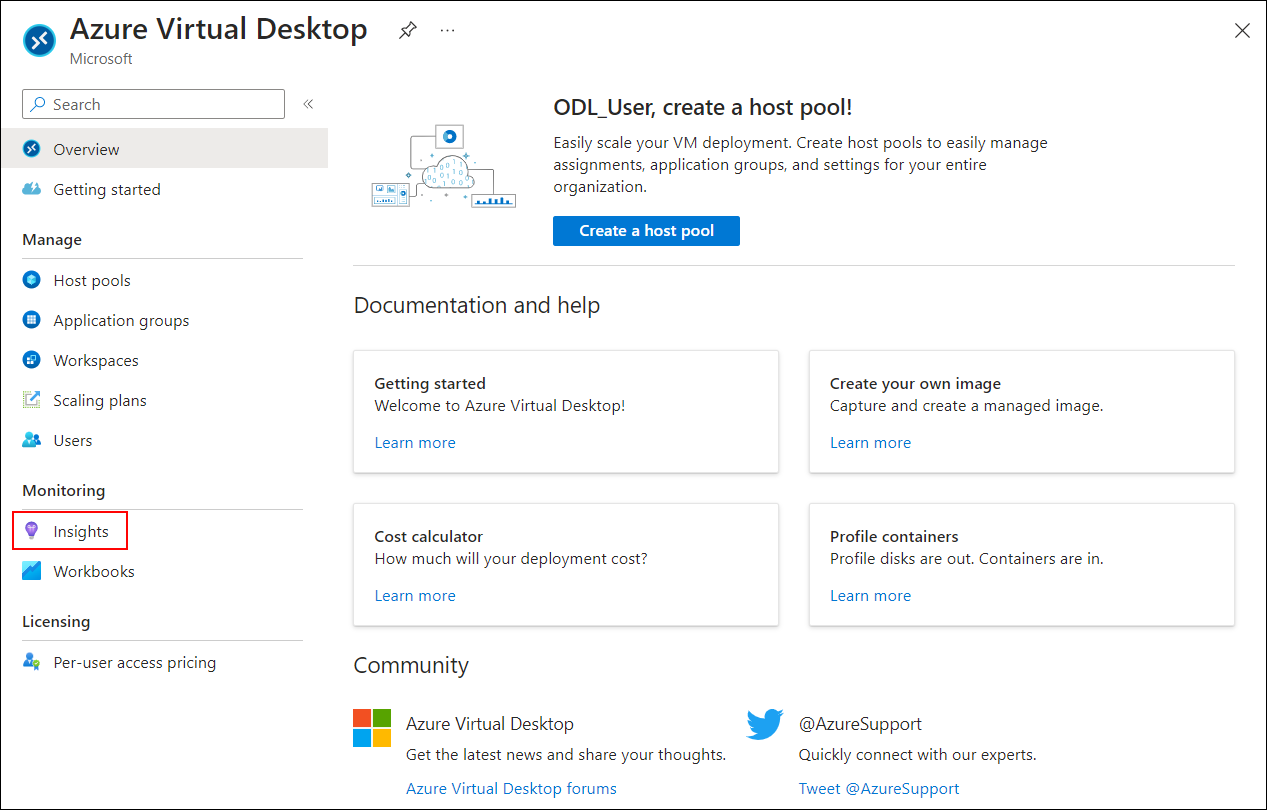 Azure Virtual Desktop
Microsoft
Search
Overview
Getting started
Manage
Host pools
Application groups
Workspaces
Scaling plans
Users
Monitoring
Insights
Workbooks
Licensing
Per-user access pricing
ODL_User, create a host pool!
Easily scale your VM deployment. Create host pools to easily manage
assignments, application groups, and settings for your entire
organization.
Create a host pool
Documentation and help
Getting started
Welcome to Azure Virtual Desktop!
Learn more
Create your own image
Capture and create a managed image.
Learn more
Cost calculator
How much will your deployment cost?
Learn more
Profile containers
Profile disks are out. Containers are in.
Learn more
Community
Azure Virtual Desktop
Get the latest news and share your thoughts.
Azure Virtual Desktop forums
@AzureSupport
Quickly connect with our experts.
Tweet @AzureSupport